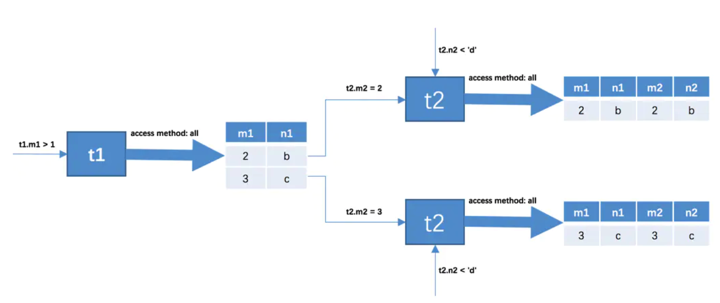 t2.n2 < 'd'
access method: all
t2.m2 = 2
t2
m1 n1 m2 n2
2 b 2 b
t1.m1 > 1
t1
access method: all
m1 n1
2 b
3 c
t2.m2 = 3
t2
access method: all
m1 n1 m2 n2
3 c 3 c
t2.n2 < 'd'